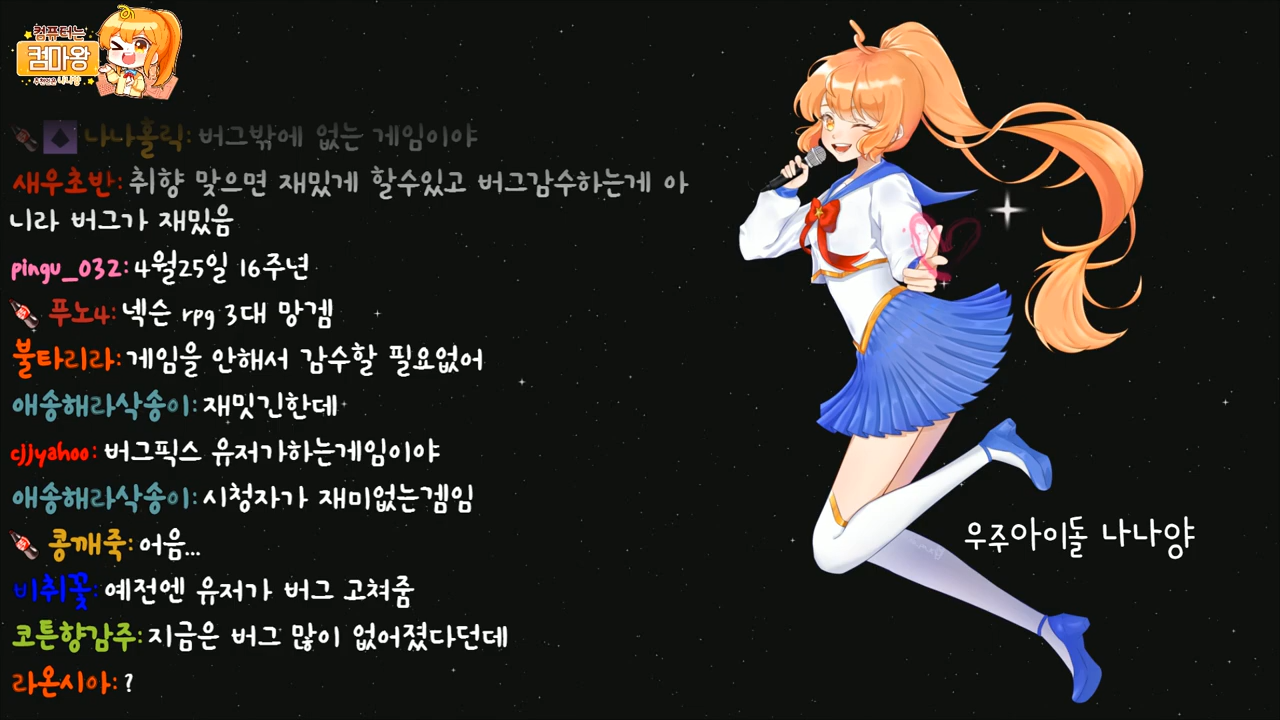 컴퓨터는
컴마왕
나나홀릭: 버그밖에 없는 게임이야
새우초반: 취향 맞으면 재밌게 할수있고 버그감수하는게 아
니라 버그가 재밌음
pingu_032: 4월25일 16주년
푸노4: 넥슨 rpg 3대 망겜
불타리라: 게임을 안해서 감수할 필요없어
애송해라삭송이: 재밋긴한데
cjjyahoo: 버그픽스 유저가하는게임이야
애송해라삭송이: 시청자가 재미없는겜임
콩깨죽: 어음...
비취꽃: 예전엔 유저가 버그 고쳐줌
코튼향감주: 지금은 버그 많이 없어졌다던데
라온시아: ?
우주아이돌 나나양